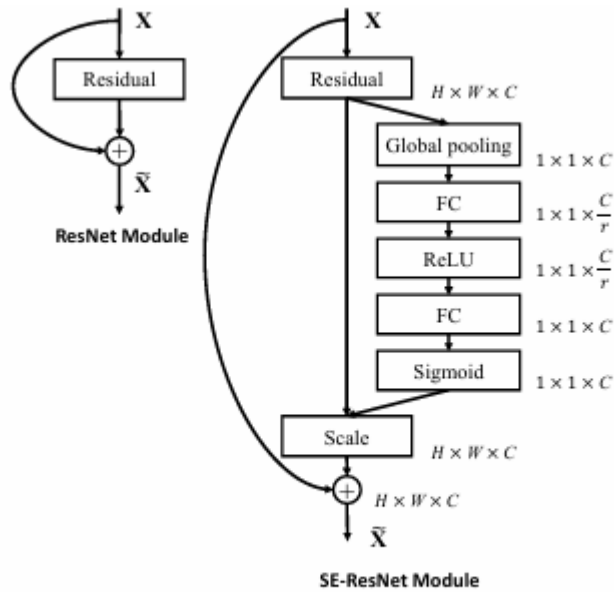 X
Residual
+
X̃
ResNet Module
X
Residual
H × W × C
Global pooling
1 × 1 × C
FC
1 × 1 × C/r
ReLU
1 × 1 × C/r
FC
1 × 1 × C
Sigmoid
1 × 1 × C
Scale
H × W × C
+
H × W × C
X̃
SE-ResNet Module